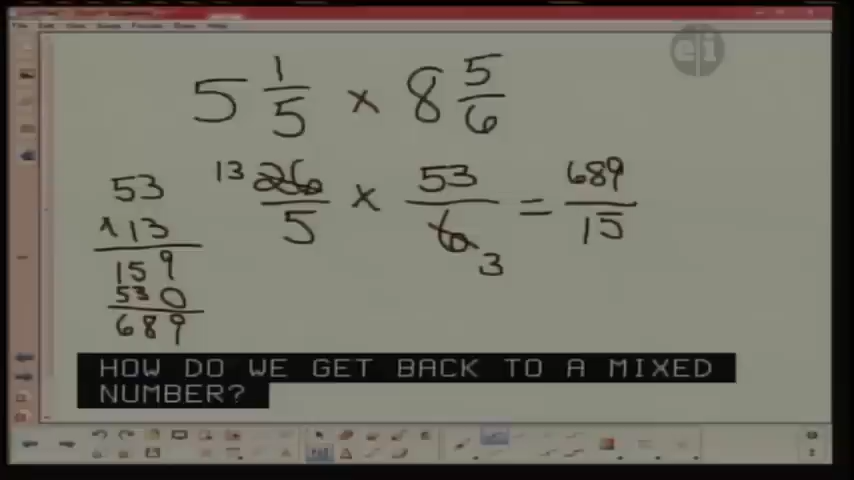 5 1/5 × 8 5/6
13 26/5 × 53/6 3 = 689/15
53
×13
159
530
689
HOW DO WE GET BACK TO A MIXED
NUMBER?